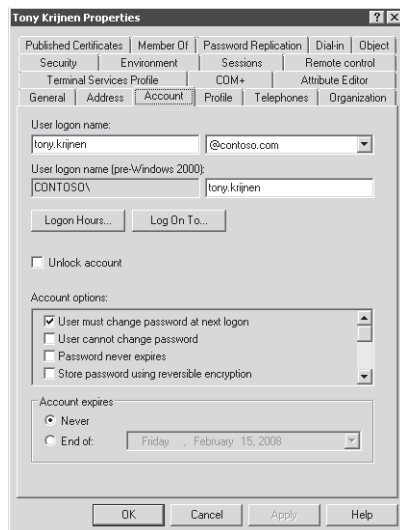 Tony Krijnen Properties
Published Certificates Member Of Password Replication Dial-in Object
Security Environment Sessions Remote control
Terminal Services Profile COM+ Attribute Editor
General Address Account Profile Telephones Organization
User logon name:
tony.krijnen @contoso.com
User logon name (pre-Windows 2000):
CONTOSO\ tony.krijnen
Logon Hours... Log On To...
Unlock account
Account options:
User must change password at next logon
User cannot change password
Password never expires
Store password using reversible encryption
Account expires
Never
End of: Friday , February 15, 2008
OK Cancel Apply Help